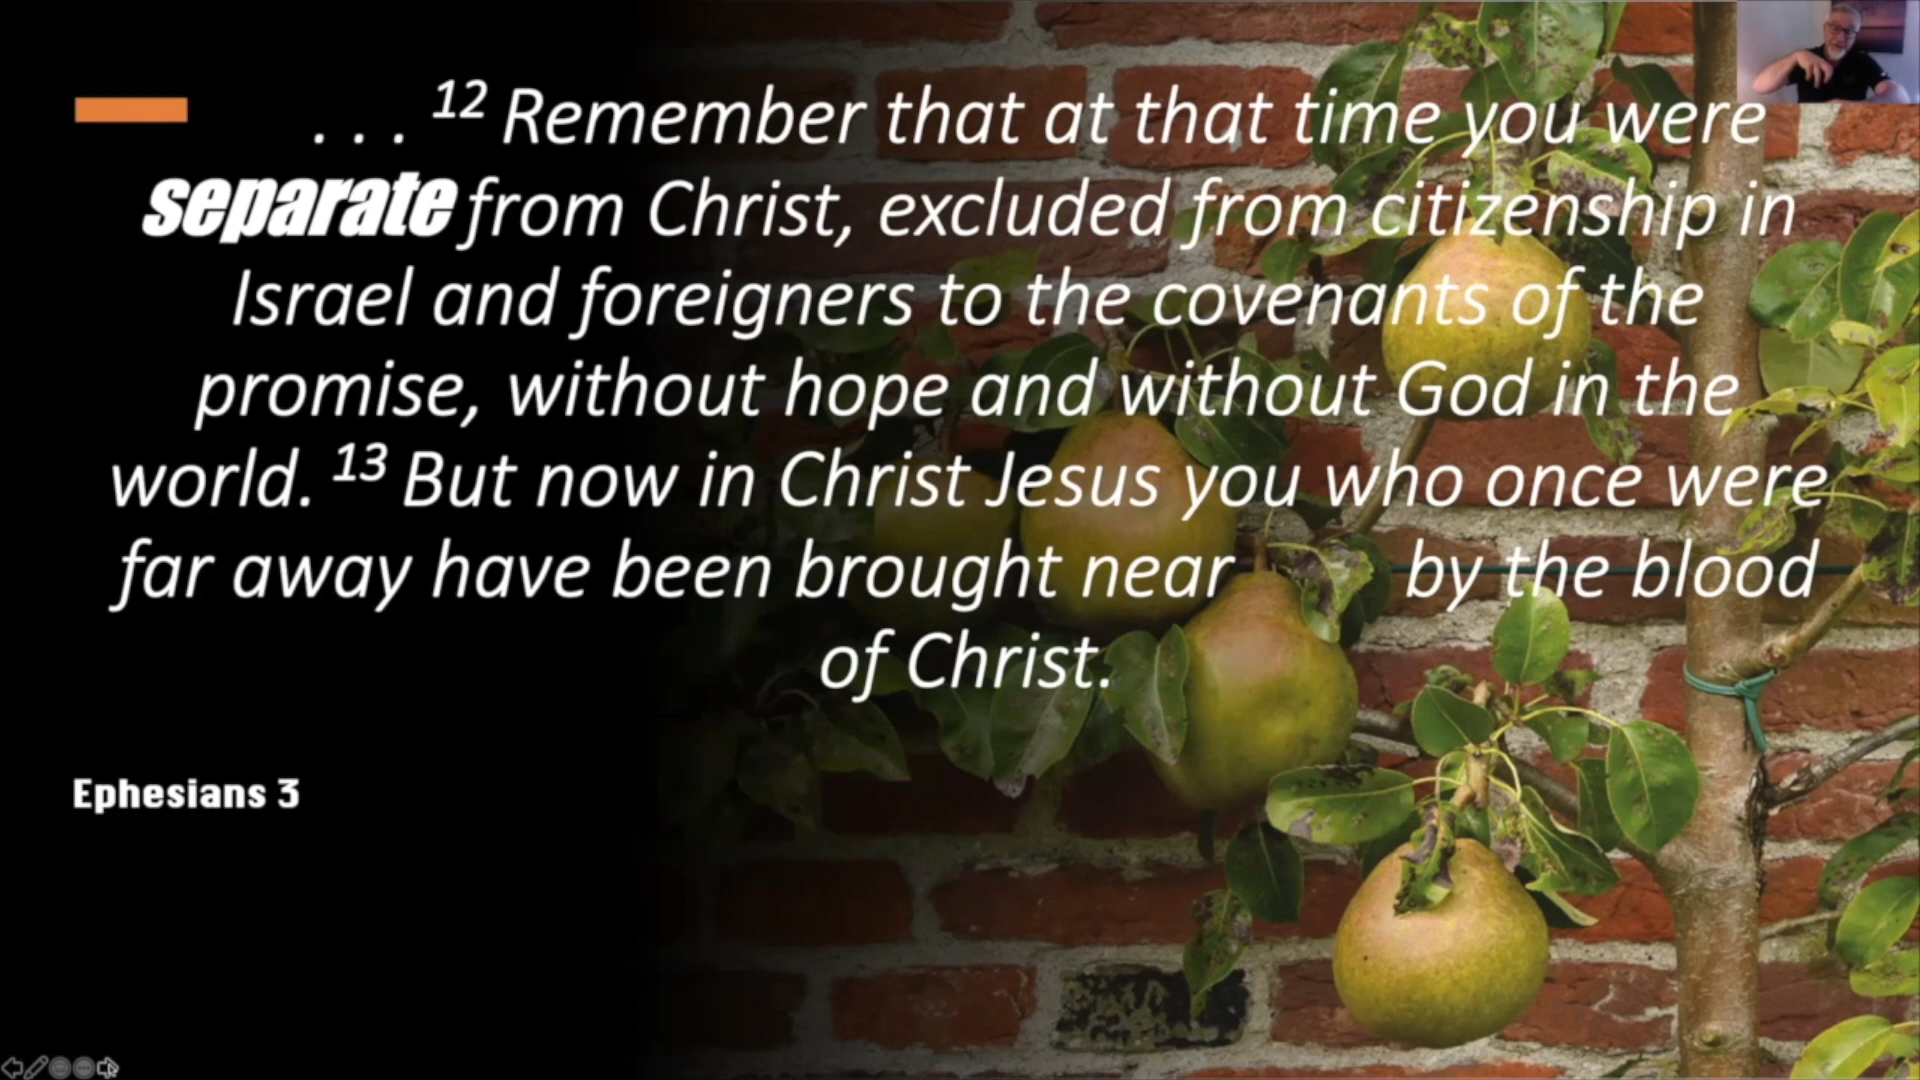 . . . 12 Remember that at that time you were
separate from Christ, excluded from citizenship in
Israel and foreigners to the covenants of the
promise, without hope and without God in the
world. 13 But now in Christ Jesus you who once were
far away have been brought near by the blood
of Christ.
Ephesians 3